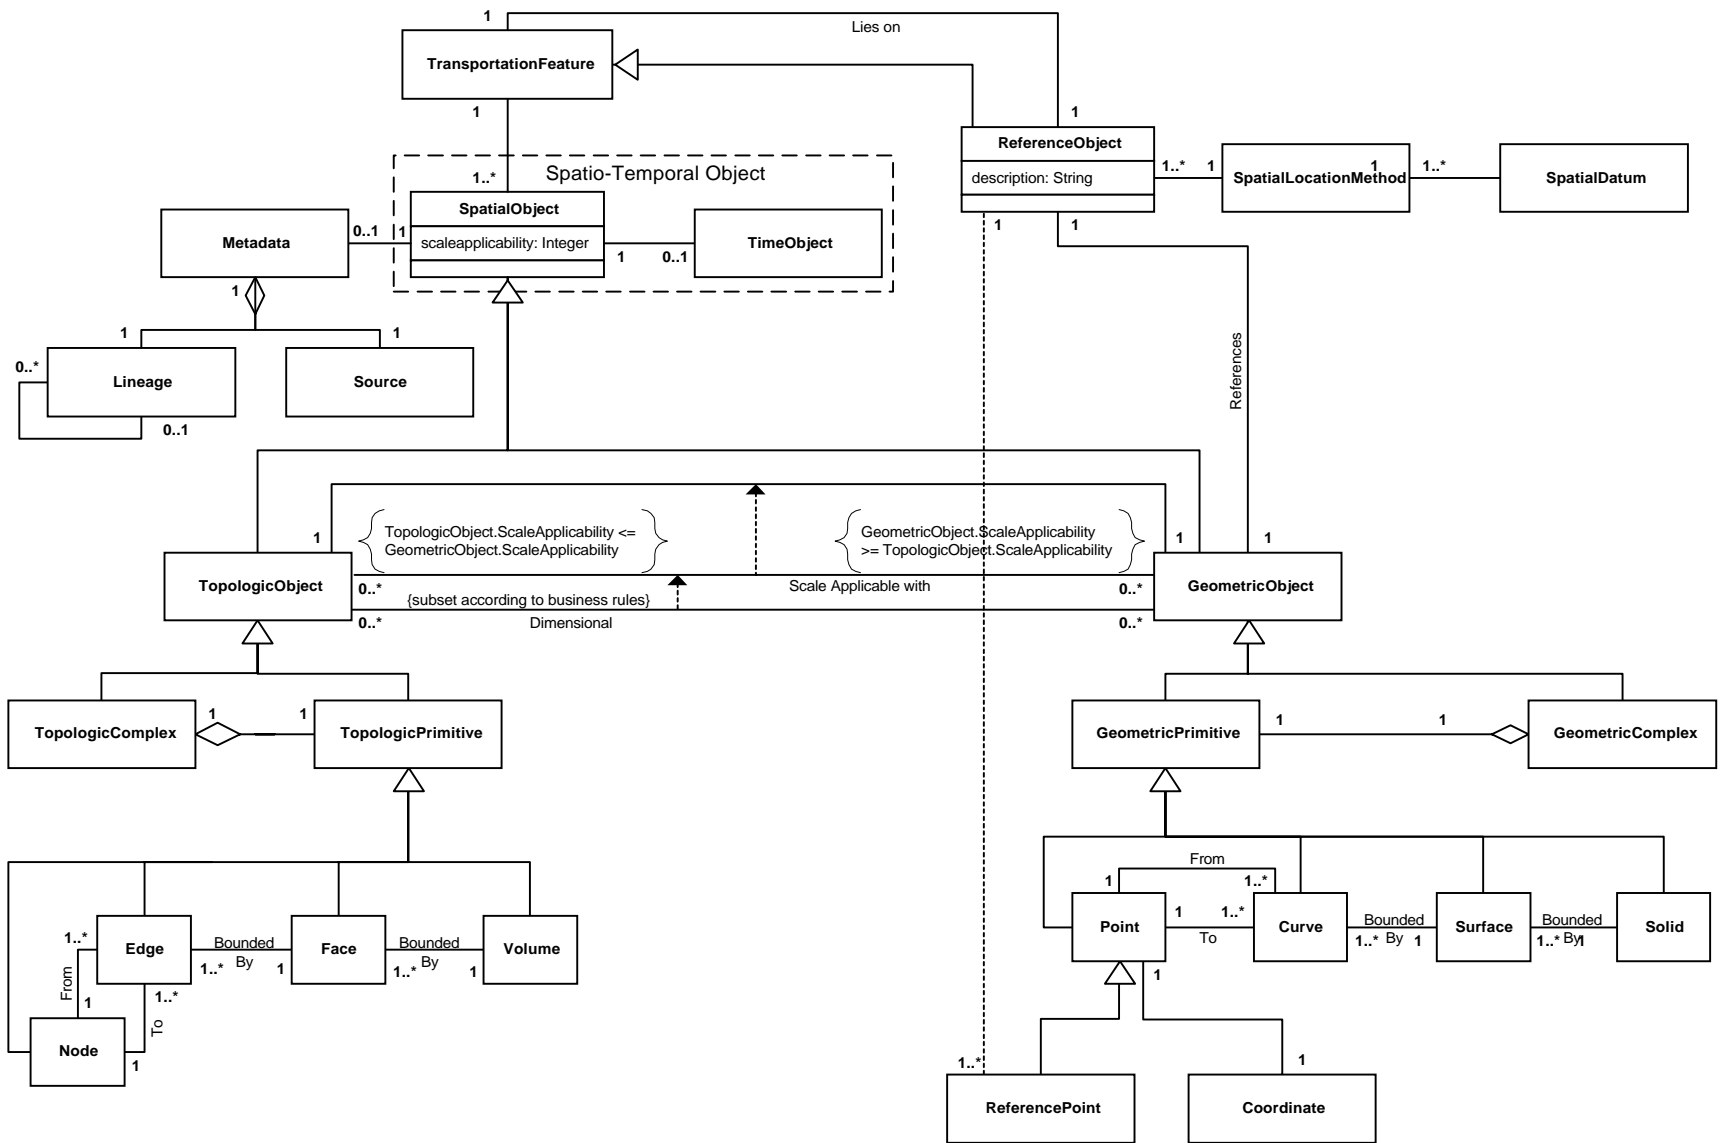 1
Lies on
TransportationFeature
1
1
ReferenceObject
description: String
1..*
1
SpatialLocationMethod
1
1..*
SpatialDatum
1..*
Spatio-Temporal Object
SpatialObject
scaleapplicability: Integer
Metadata
0..1
1
1
0..1
TimeObject
1
1
1
1
1
0..*
Lineage
0..1
Source
References
1
TopologicObject.ScaleApplicability <=
GeometricObject.ScaleApplicability
GeometricObject.ScaleApplicability
>= TopologicObject.ScaleApplicability
1
1
TopologicObject
0..*
Scale Applicable with
0..*
GeometricObject
{subset according to business rules}
0..*
Dimensional
0..*
TopologicComplex
1
1
TopologicPrimitive
GeometricPrimitive
1
1
GeometricComplex
1..*
Edge
Bounded
By
1..*
1
Face
Bounded
By
1..*
1
Volume
From
1
1..*
To
Node
1
From
1
1..*
Point
1
1..*
To
Curve
Bounded
1..* By 1
Surface
Bounded
1..* By 1
Solid
1
1..*
ReferencePoint
1
Coordinate